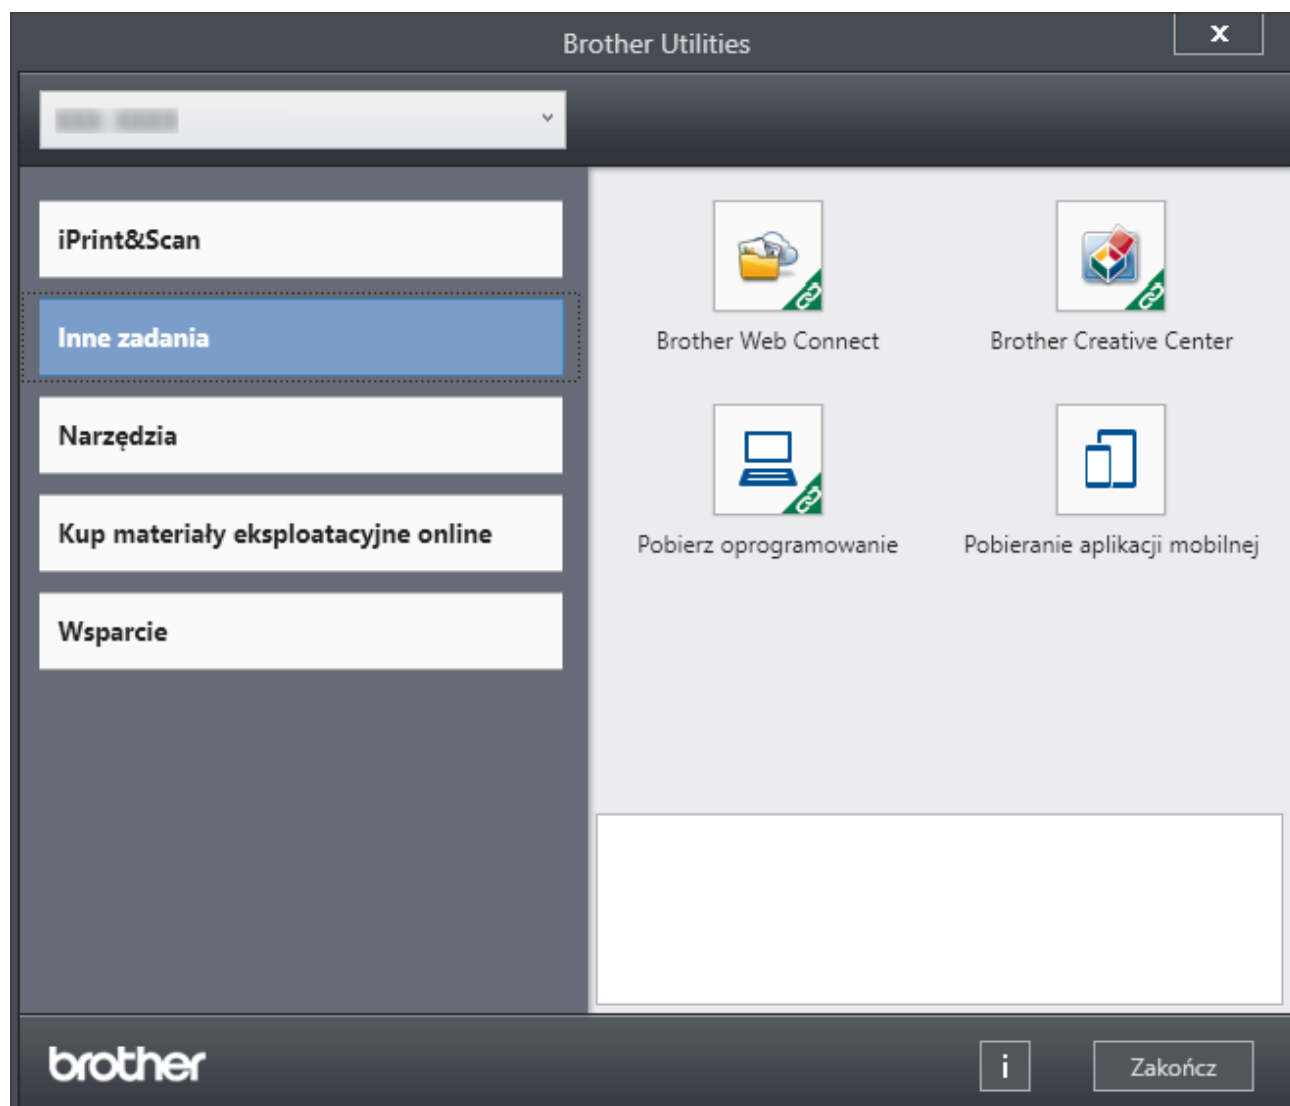 Brother Utilities
x
iPrint&Scan
Inne zadania
Narzędzia
Kup materiały eksploatacyjne online
Wsparcie
Brother Web Connect
Brother Creative Center
Pobierz oprogramowanie
Pobieranie aplikacji mobilnej
brother
i
Zakończ